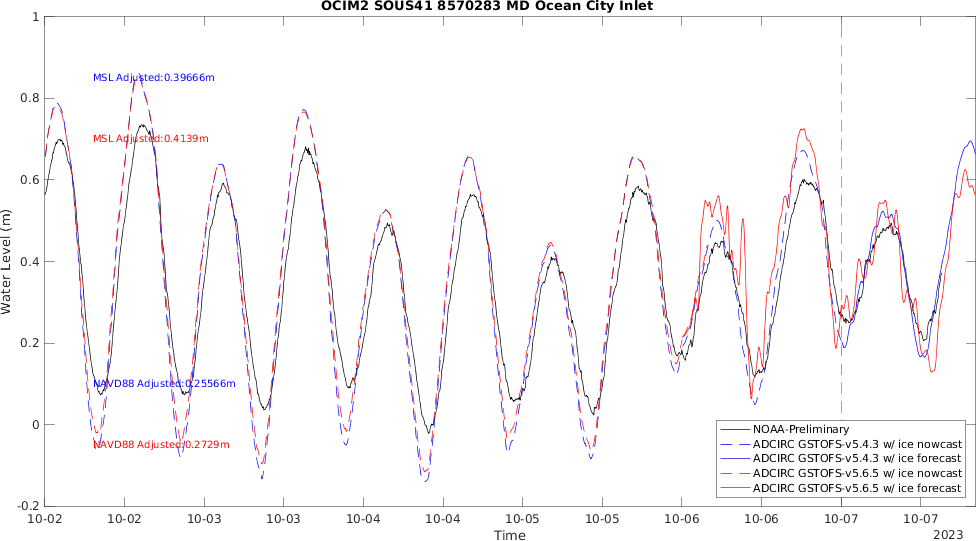 OCIM2 SOUS41 8570283 MD Ocean City Inlet
1
0.8
0.6
0.4
0.2
0
-0.2
Water Level (m)
MSL Adjusted:0.39666m
MSL Adjusted:0.4139m
NAVD88 Adjusted:0.25566m
NAVD88 Adjusted:0.2729m
NOAA-Preliminary
ADCIRC GSTOFS-v5.4.3 w/ ice nowcast
ADCIRC GSTOFS-v5.4.3 w/ ice forecast
ADCIRC GSTOFS-v5.6.5 w/ ice nowcast
ADCIRC GSTOFS-v5.6.5 w/ ice forecast
10-02 10-02 10-03 10-03 10-04 10-04 10-05 10-05 10-06 10-06 10-07 10-07
Time
2023